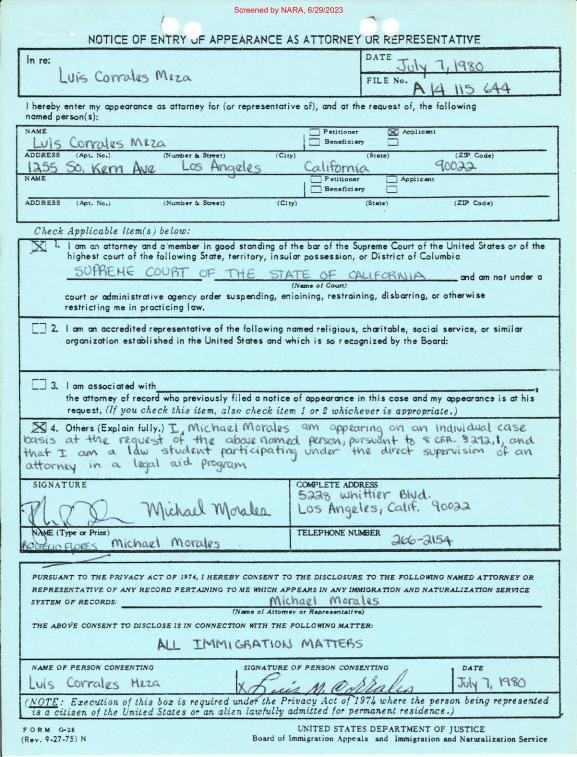 Screened by NARA, 6/29/2023
NOTICE OF ENTRY OF APPEARANCE AS ATTORNEY OR REPRESENTATIVE
In re:
Luis Corrales Meza
DATE July 7, 1980
FILE No. A 14 115 644
I hereby enter my appearance as attorney for (or representative of), and at the request of, the following
named person(s):
NAME Petitioner Applicant
Luis Corrales Meza Beneficiary
ADDRESS (Apt. No.) (Number & Street) (City) (State) (ZIP Code)
1255 So. Kern Ave Los Angeles California 90022
NAME Petitioner Applicant
Beneficiary
ADDRESS (Apt. No.) (Number & Street) (City) (State) (ZIP Code)
Check Applicable Item(s) below:
1. I am an attorney and a member in good standing of the bar of the Supreme Court of the United States or of the
highest court of the following State, territory, insular possession, or District of Columbia
SUPREME COURT OF THE STATE OF CALIFORNIA and am not under a
(Name of Court)
court or administrative agency order suspending, enjoining, restraining, disbarring, or otherwise
restricting me in practicing law.
2. I am an accredited representative of the following named religious, charitable, social service, or similar
organization established in the United States and which is so recognized by the Board:
3. I am associated with ,
the attorney of record who previously filed a notice of appearance in this case and my appearance is at his
request. (If you check this item, also check item 1 or 2 whichever is appropriate.)
4. Others (Explain fully.) I, Michael Morales am appearing on an individual case
basis at the request of the above named person, pursuant to 8 CFR. § 292.1, and
that I am a law student participating under the direct supervision of an
attorney in a legal aid program
SIGNATURE
Michael Morales
COMPLETE ADDRESS
5228 Whittier Blvd.
Los Angeles, Calif. 90022
NAME (Type or Print)
ROGELIO FLORES Michael Morales
TELEPHONE NUMBER
266-2154
PURSUANT TO THE PRIVACY ACT OF 1974, I HEREBY CONSENT TO THE DISCLOSURE TO THE FOLLOWING NAMED ATTORNEY OR
REPRESENTATIVE OF ANY RECORD PERTAINING TO ME WHICH APPEARS IN ANY IMMIGRATION AND NATURALIZATION SERVICE
SYSTEM OF RECORDS: Michael Morales
(Name of Attorney or Representative)
THE ABOVE CONSENT TO DISCLOSE IS IN CONNECTION WITH THE FOLLOWING MATTER:
ALL IMMIGRATION MATTERS
NAME OF PERSON CONSENTING SIGNATURE OF PERSON CONSENTING DATE
Luis Corrales Meza X Luis M. Corrales July 7, 1980
(NOTE: Execution of this box is required under the Privacy Act of 1974 where the person being represented
is a citizen of the United States or an alien lawfully admitted for permanent residence.)
FORM G-28
(Rev. 9-27-75) N
UNITED STATES DEPARTMENT OF JUSTICE
Board of Immigration Appeals and Immigration and Naturalization Service